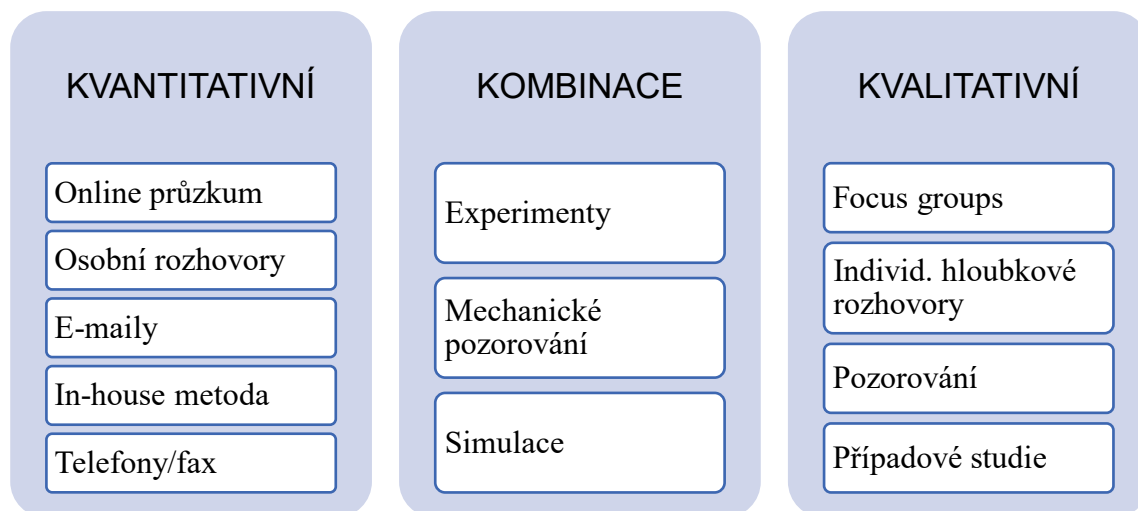 KVANTITATIVNÍ
Online průzkum
Osobní rozhovory
E-maily
In-house metoda
Telefony/fax
KOMBINACE
Experimenty
Mechanické
pozorování
Simulace
KVALITATIVNÍ
Focus groups
Individ. hloubkové
rozhovory
Pozorování
Případové studie